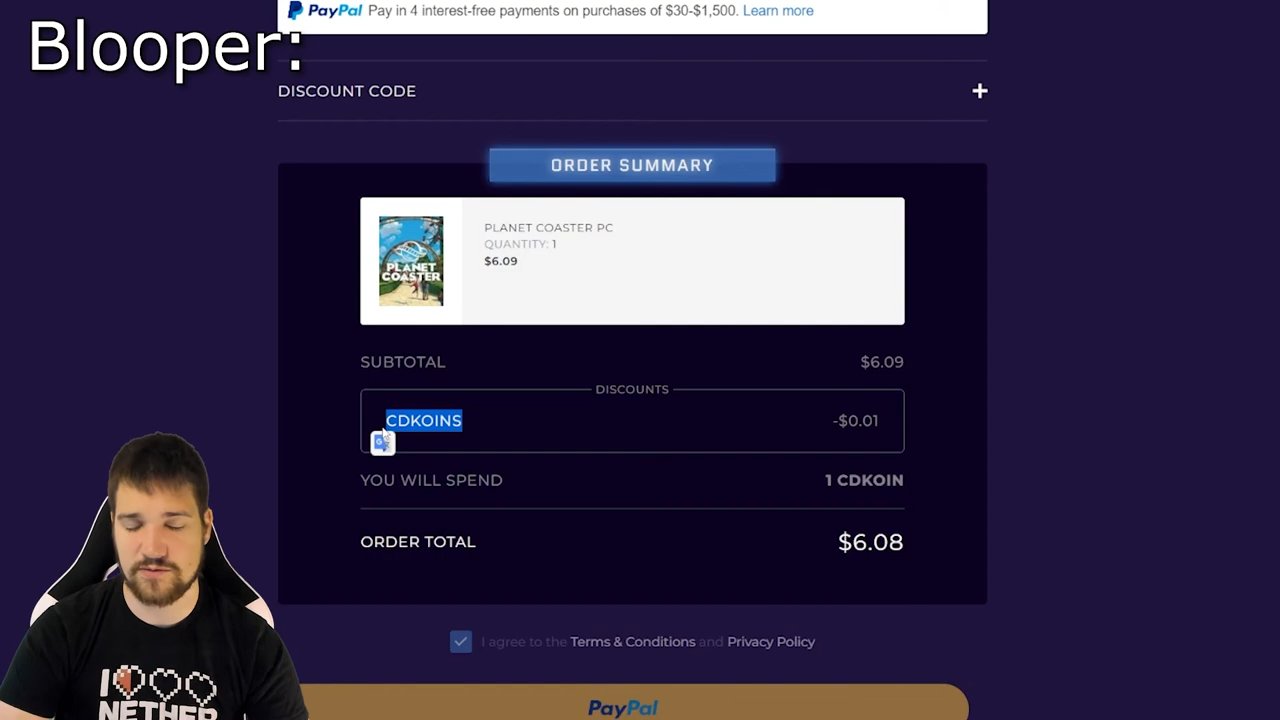 PayPal Pay in 4 interest-free payments on purchases of $30-$1,500. Learn more
Blooper:
DISCOUNT CODE +
ORDER SUMMARY
PLANET COASTER PC
QUANTITY: 1
$6.09
PLANET
COASTER
SUBTOTAL $6.09
DISCOUNTS
CDKOINS -$0.01
YOU WILL SPEND 1 CDKOIN
ORDER TOTAL $6.08
I agree to the Terms & Conditions and Privacy Policy
PayPal
I
NETHER